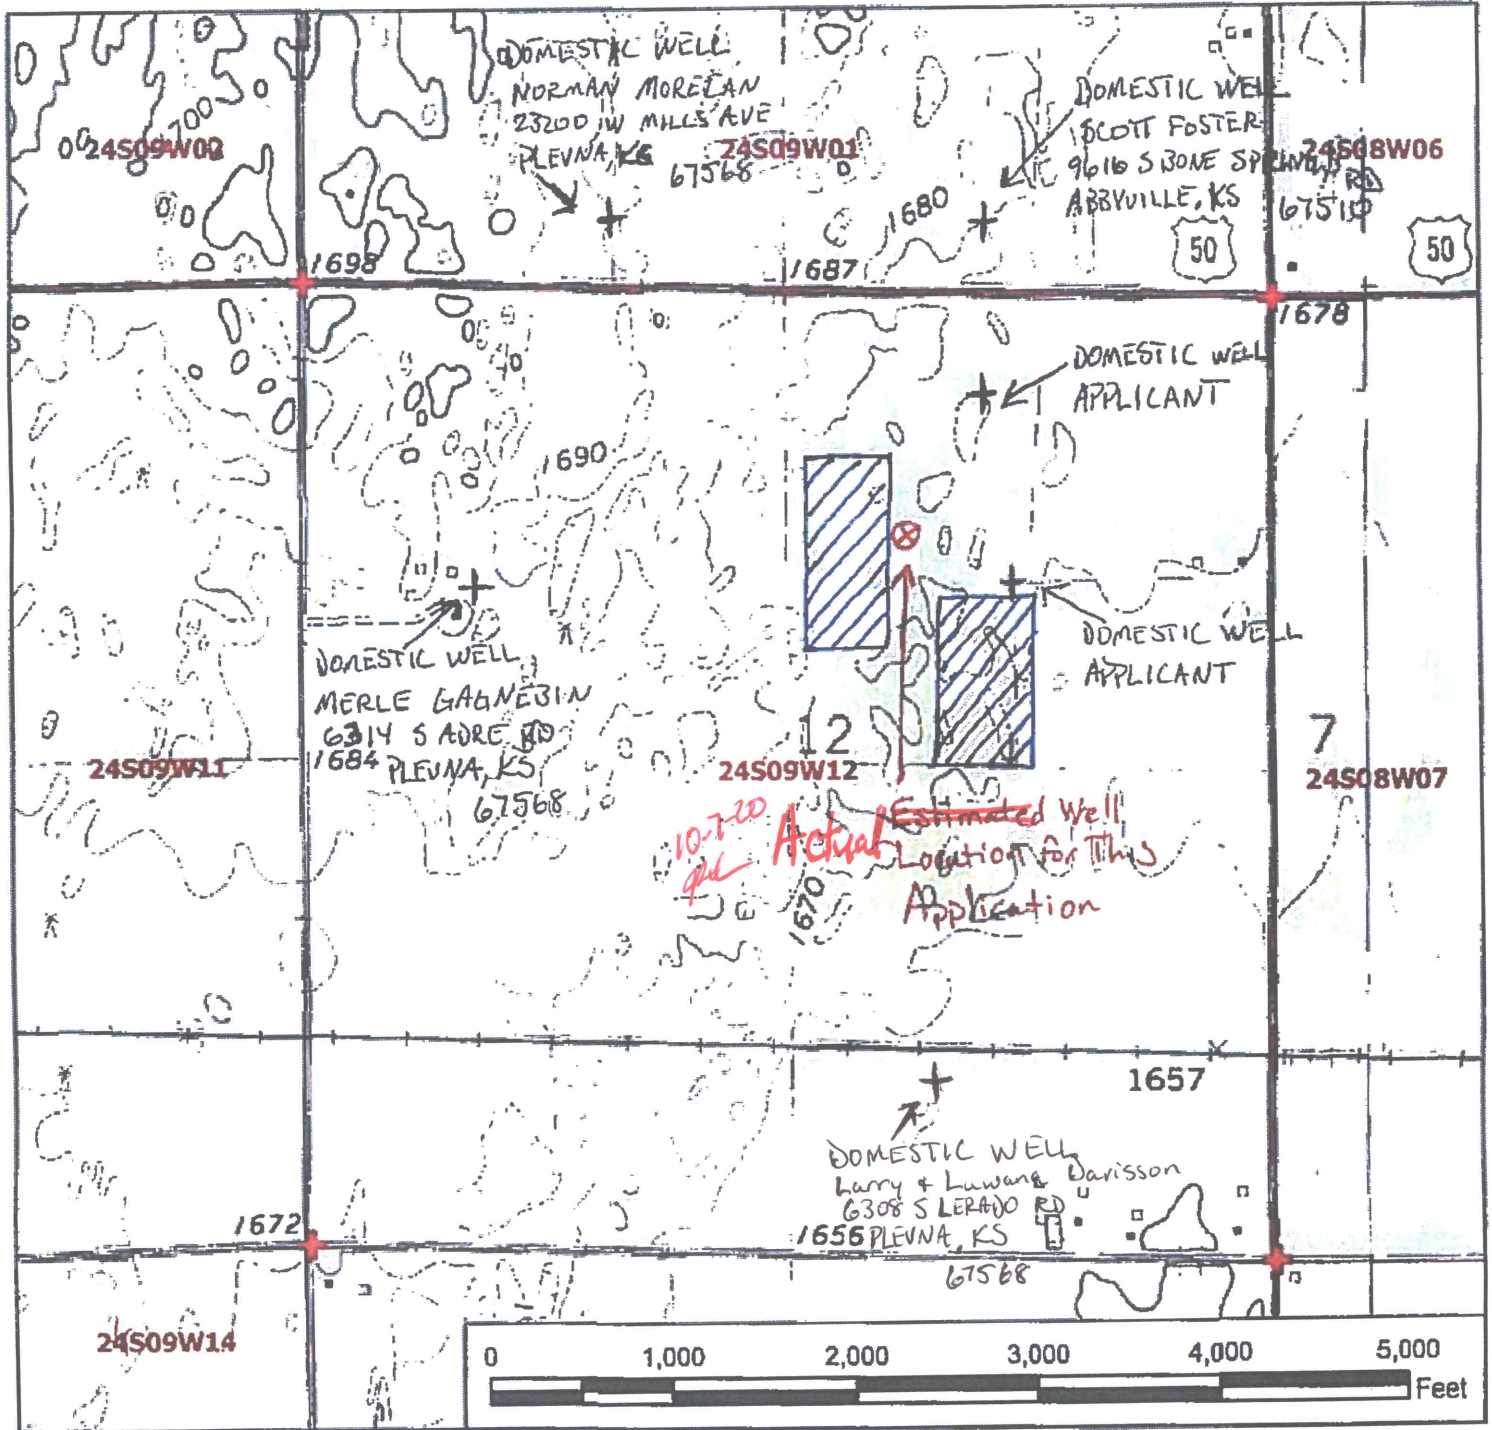 DOMESTIC WELL
NORMAN MORELAN
23200 W MILLS AVE
PLEVNA, KS
67568
DOMESTIC WELL
SCOTT FOSTER
9616 S BONE SPRINGS
RD
ABBYVILLE, KS
67510
1700
24S09W02
24S09W01
24S08W06
1680
50
50
1698
1687
1678
DOMESTIC WELL
APPLICANT
1690
DOMESTIC WELL
APPLICANT
DOMESTIC WELL
MERLE GAGNEBIN
6314 S ADRE RD
PLEVNA, KS
67568
1684
12
7
24S09W11
24S09W12
24S08W07
10-7-20
Actual
Estimated Well
Location for This
Application
1670
1657
DOMESTIC WELL
Larry & Luwana Davisson
6308 S LERADO RD
PLEVNA, KS
67568
1672
1656
24S09W14
0 1,000 2,000 3,000 4,000 5,000
Feet